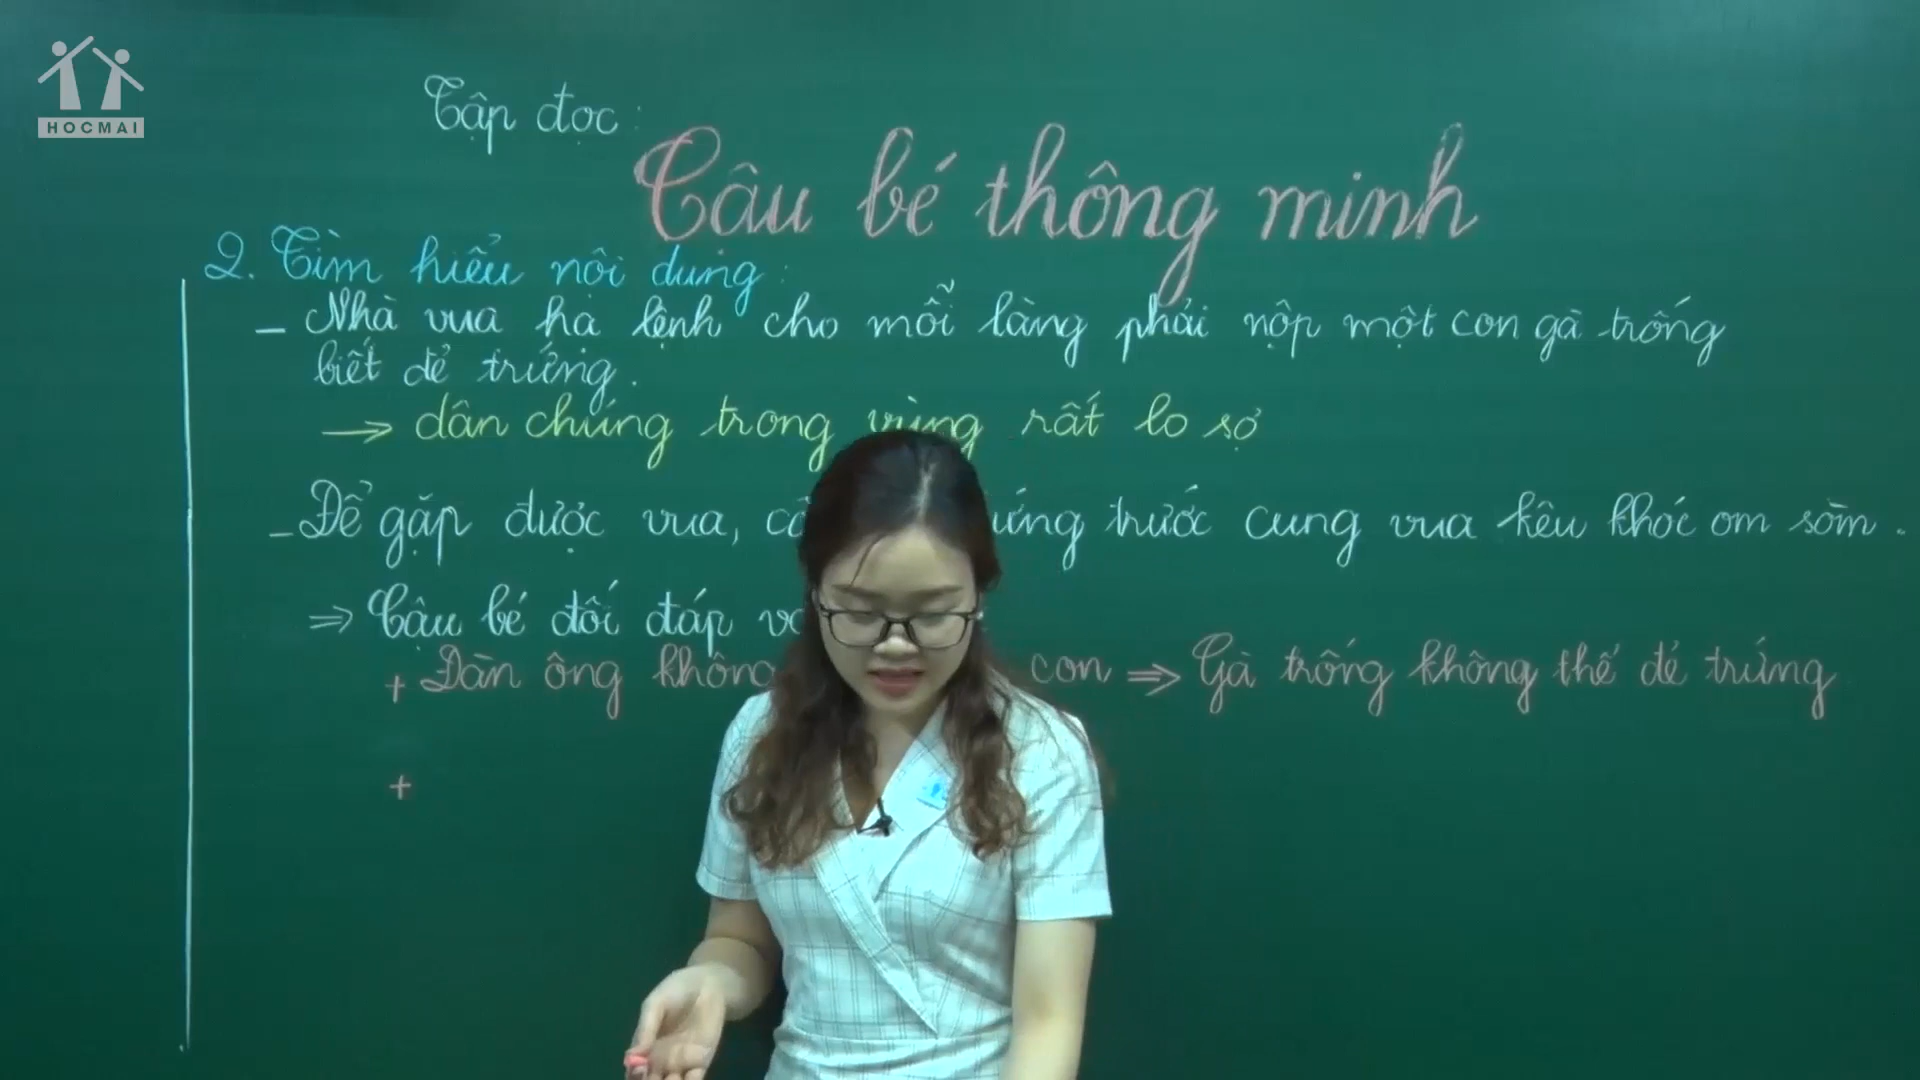 HOCMAI
Tập đọc:
Cậu bé thông minh
2. Tìm hiểu nội dung:
– Nhà vua hạ lệnh cho mỗi làng phải nộp một con gà trống
biết đẻ trứng.
→ dân chúng trong vùng rất lo sợ
– Để gặp được vua, trước cung vua kêu khóc om sòm.
⇒ Cậu bé đối đáp
+ Đàn ông không con ⇒ Gà trống không thể đẻ trứng
+